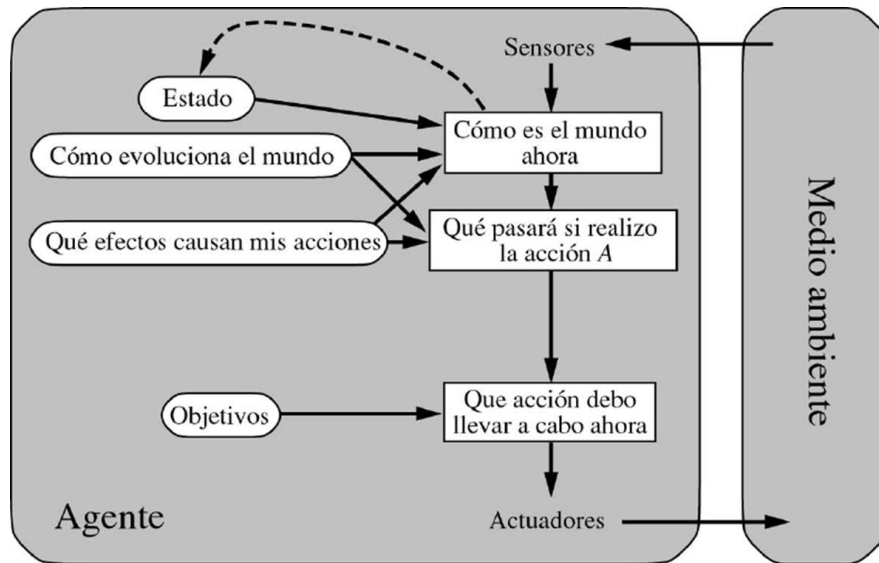 Sensores
Estado
Cómo es el mundo
ahora
Cómo evoluciona el mundo
Qué efectos causan mis acciones
Qué pasará si realizo
la acción A
Objetivos
Que acción debo
llevar a cabo ahora
Agente
Actuadores
Medio ambiente